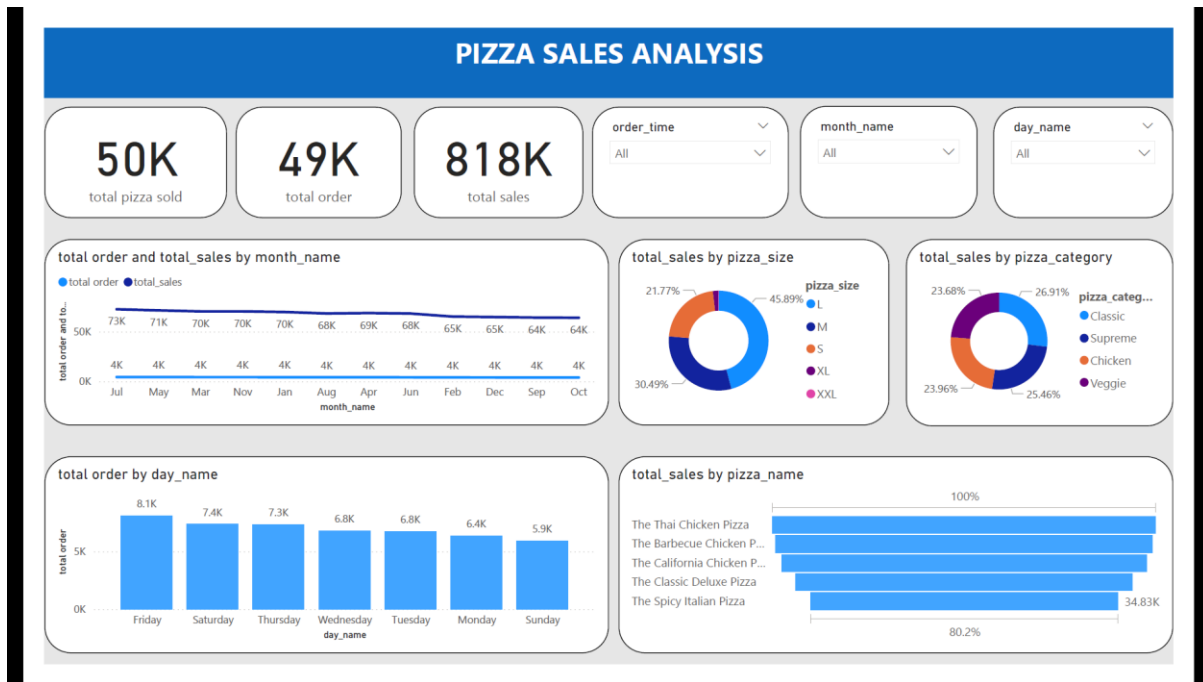 PIZZA SALES ANALYSIS
50K
total pizza sold
49K
total order
818K
total sales
order_time
All
month_name
All
day_name
All
total order and total_sales by month_name
total order total_sales
total order and to...
50K
0K
73K 71K 70K 70K 70K 68K 69K 68K 65K 65K 64K 64K
4K 4K 4K 4K 4K 4K 4K 4K 4K 4K 4K 4K
Jul May Mar Nov Jan Aug Apr Jun Feb Dec Sep Oct
month_name
total_sales by pizza_size
21.77%
45.89%
30.49%
pizza_size
L
M
S
XL
XXL
total_sales by pizza_category
23.68%
26.91%
23.96%
25.46%
pizza_categ...
Classic
Supreme
Chicken
Veggie
total order by day_name
total order
5K
0K
8.1K 7.4K 7.3K 6.8K 6.8K 6.4K 5.9K
Friday Saturday Thursday Wednesday Tuesday Monday Sunday
day_name
total_sales by pizza_name
100%
The Thai Chicken Pizza
The Barbecue Chicken P...
The California Chicken P...
The Classic Deluxe Pizza
The Spicy Italian Pizza
34.83K
80.2%